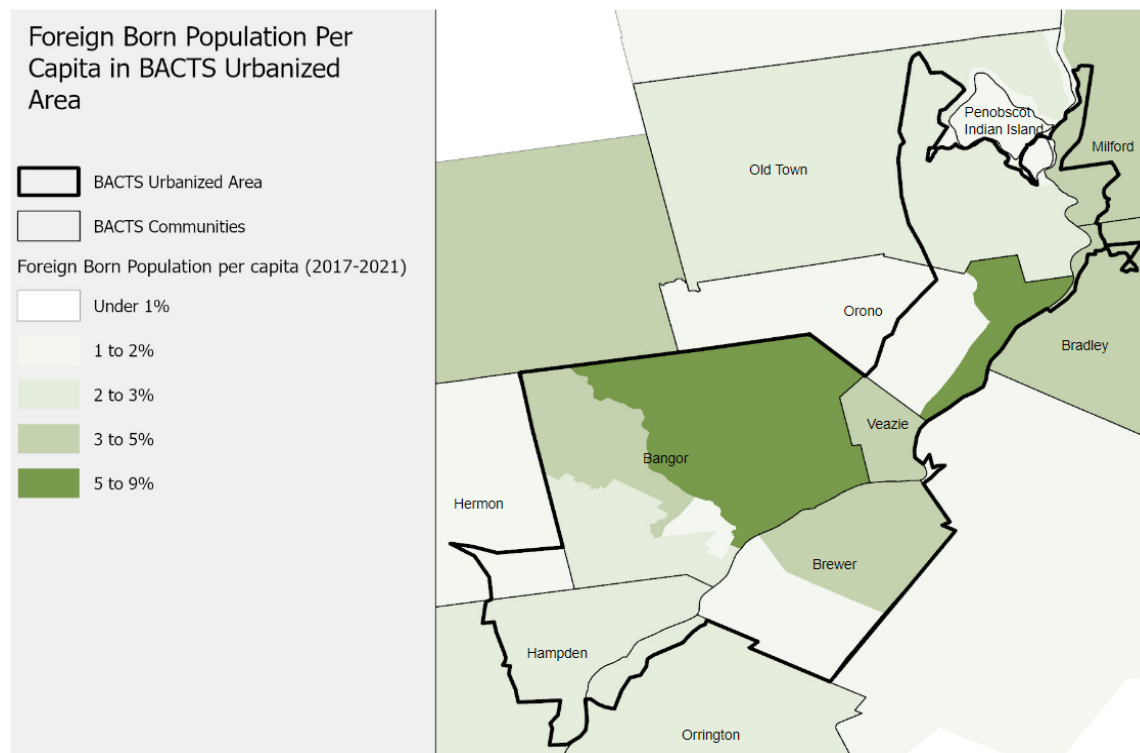 Foreign Born Population Per
Capita in BACTS Urbanized
Area
BACTS Urbanized Area
BACTS Communities
Foreign Born Population per capita (2017-2021)
Under 1%
1 to 2%
2 to 3%
3 to 5%
5 to 9%
Penobscot
Indian Island
Milford
Old Town
Orono
Bradley
Veazie
Bangor
Hermon
Brewer
Hampden
Orrington